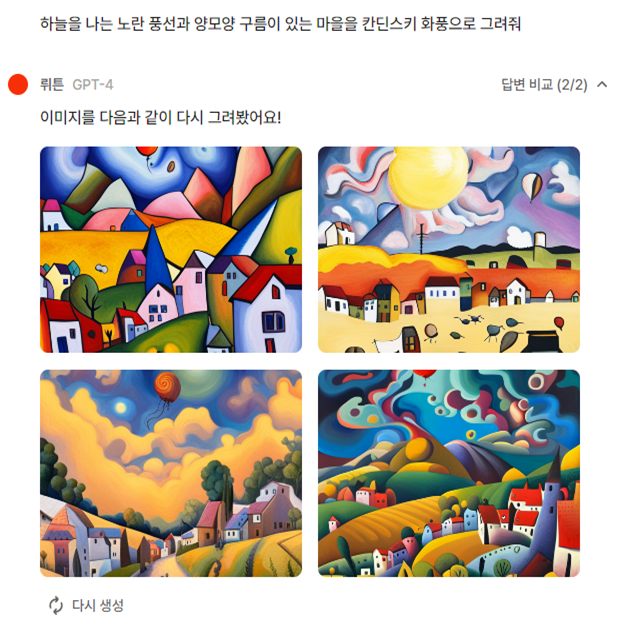 하늘을 나는 노란 풍선과 양모양 구름이 있는 마을을 칸딘스키 화풍으로 그려줘
뤼튼 GPT-4 답변 비교 (2/2)
이미지를 다음과 같이 다시 그려봤어요!
다시 생성